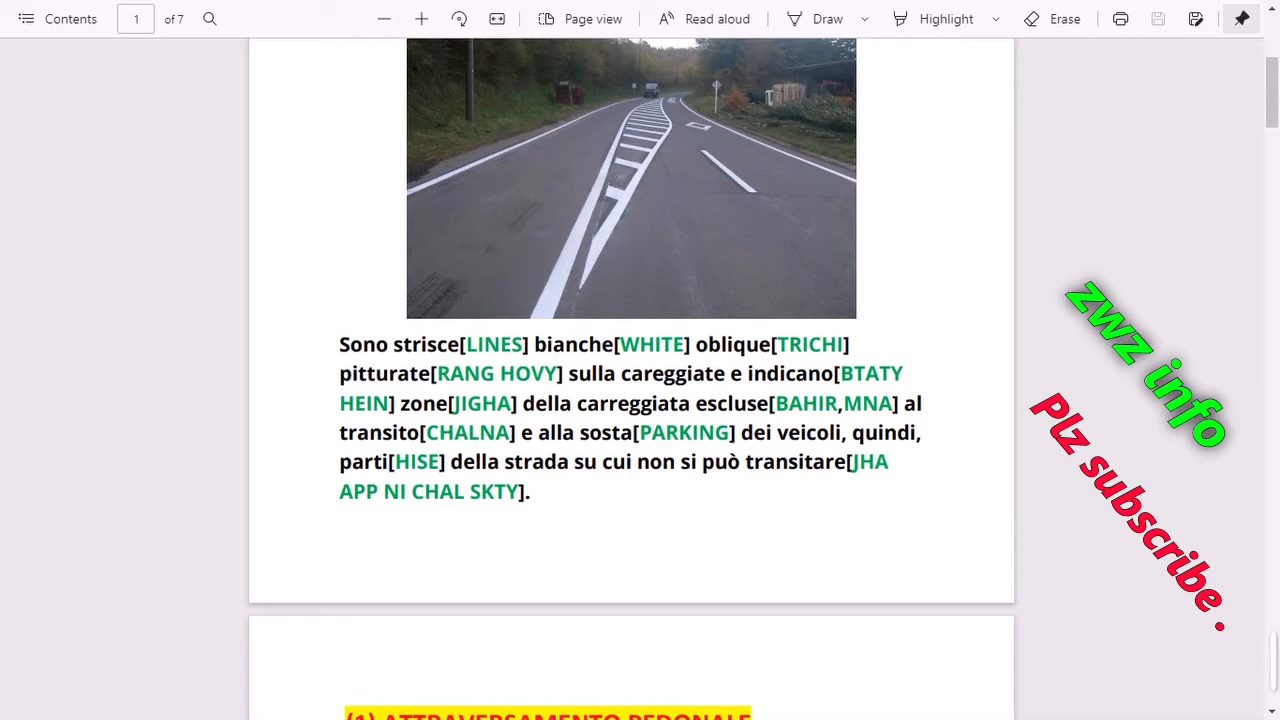 Contents
1
of 7
Page view
Read aloud
Draw
Highlight
Erase
Sono strisce[LINES] bianche[WHITE] oblique[TRICHI]
pitturate[RANG HOVY] sulla careggiate e indicano[BTATY
HEIN] zone[JIGHA] della carreggiata escluse[BAHIR,MNA] al
transito[CHALNA] e alla sosta[PARKING] dei veicoli, quindi,
parti[HISE] della strada su cui non si può transitare[JHA
APP NI CHAL SKTY].
zwz info
Plz subscribe .
(1) ATTRAVERSAMENTO PEDONALE